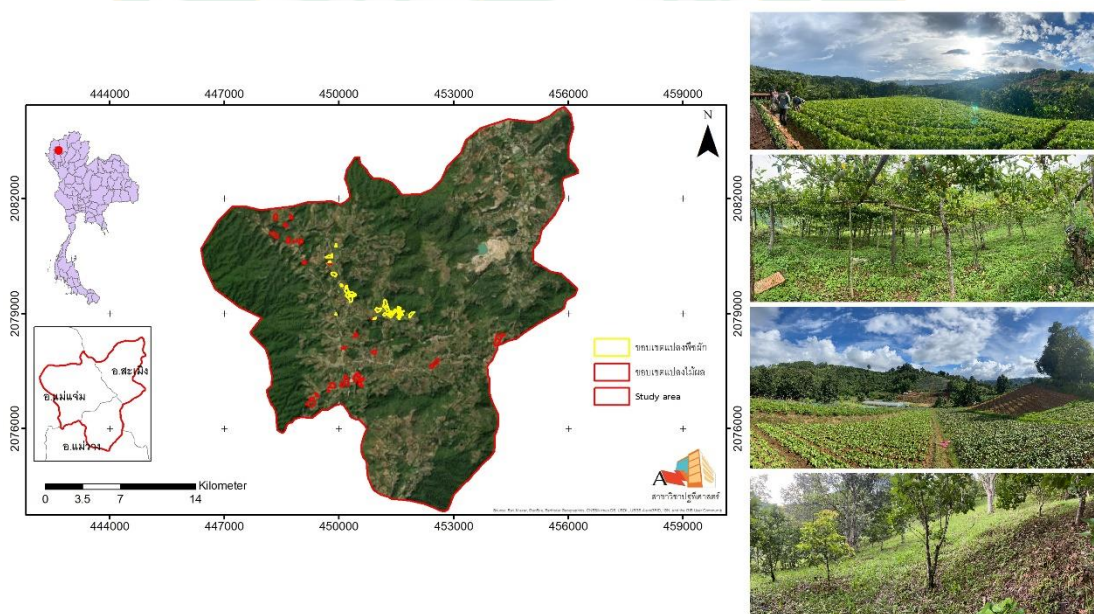 444000 447000 450000 453000 456000 459000
N
2082000 2082000
2079000 2079000
2076000 2076000
อ.สะเมิง
อ.แม่แจ่ม
อ.แม่วาง
ขอบเขตแปลงพืชผัก
ขอบเขตแปลงไม้ผล
Study area
Kilometer
0 3.5 7 14
A
สาขาวิชาปฐพีศาสตร์
444000 447000 450000 453000 456000 459000